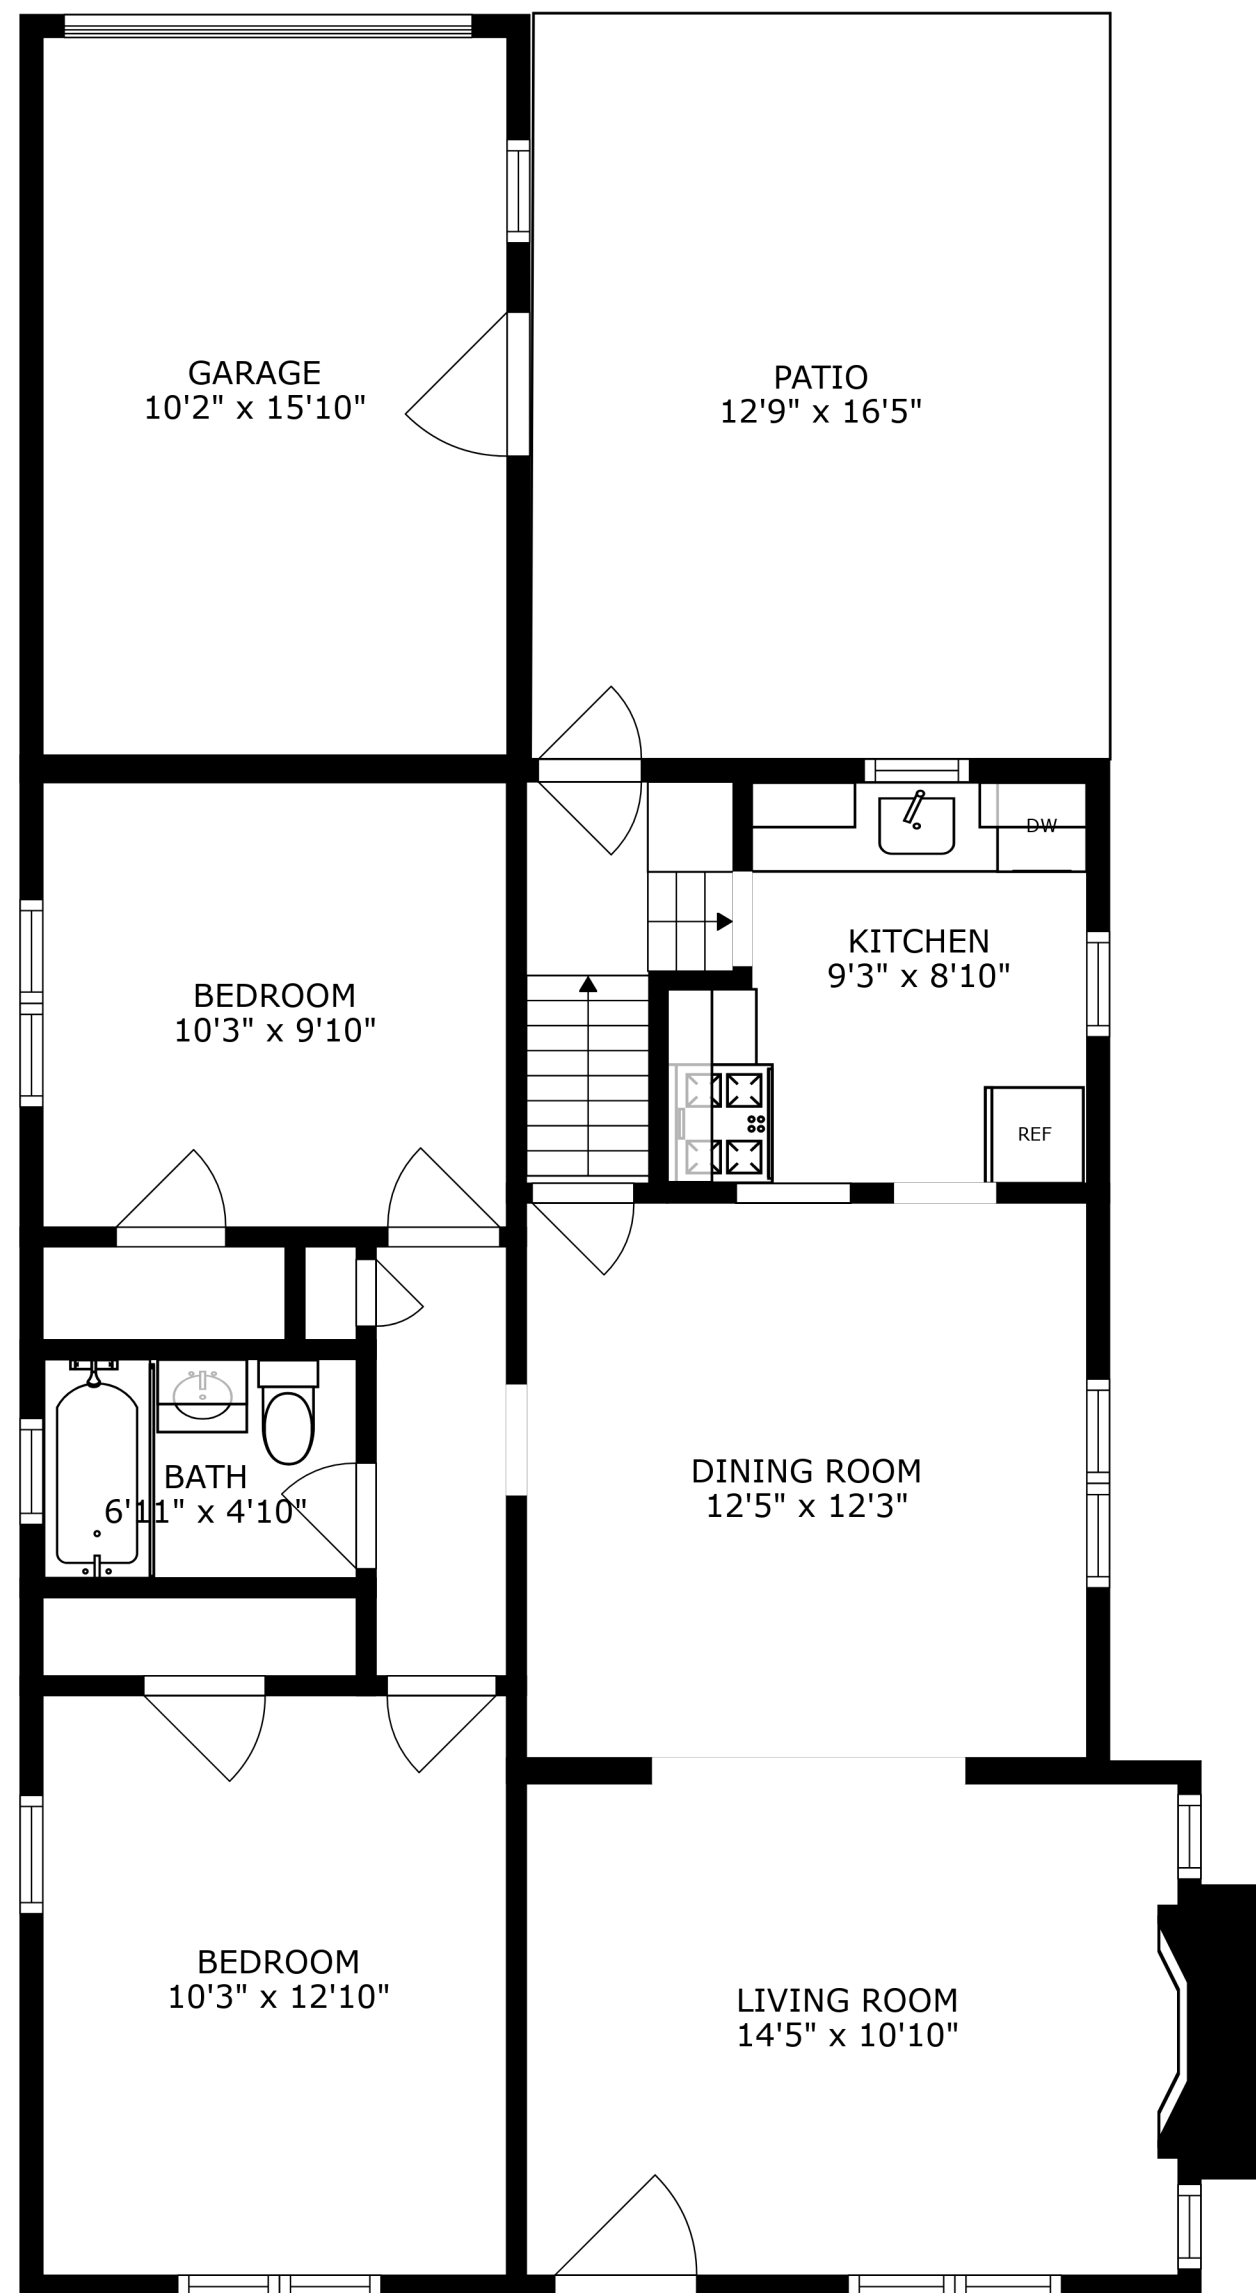 GARAGE
10'2" x 15'10"
PATIO
12'9" x 16'5"
DW
KITCHEN
9'3" x 8'10"
BEDROOM
10'3" x 9'10"
REF
DINING ROOM
12'5" x 12'3"
BATH
6'11" x 4'10"
BEDROOM
10'3" x 12'10"
LIVING ROOM
14'5" x 10'10"